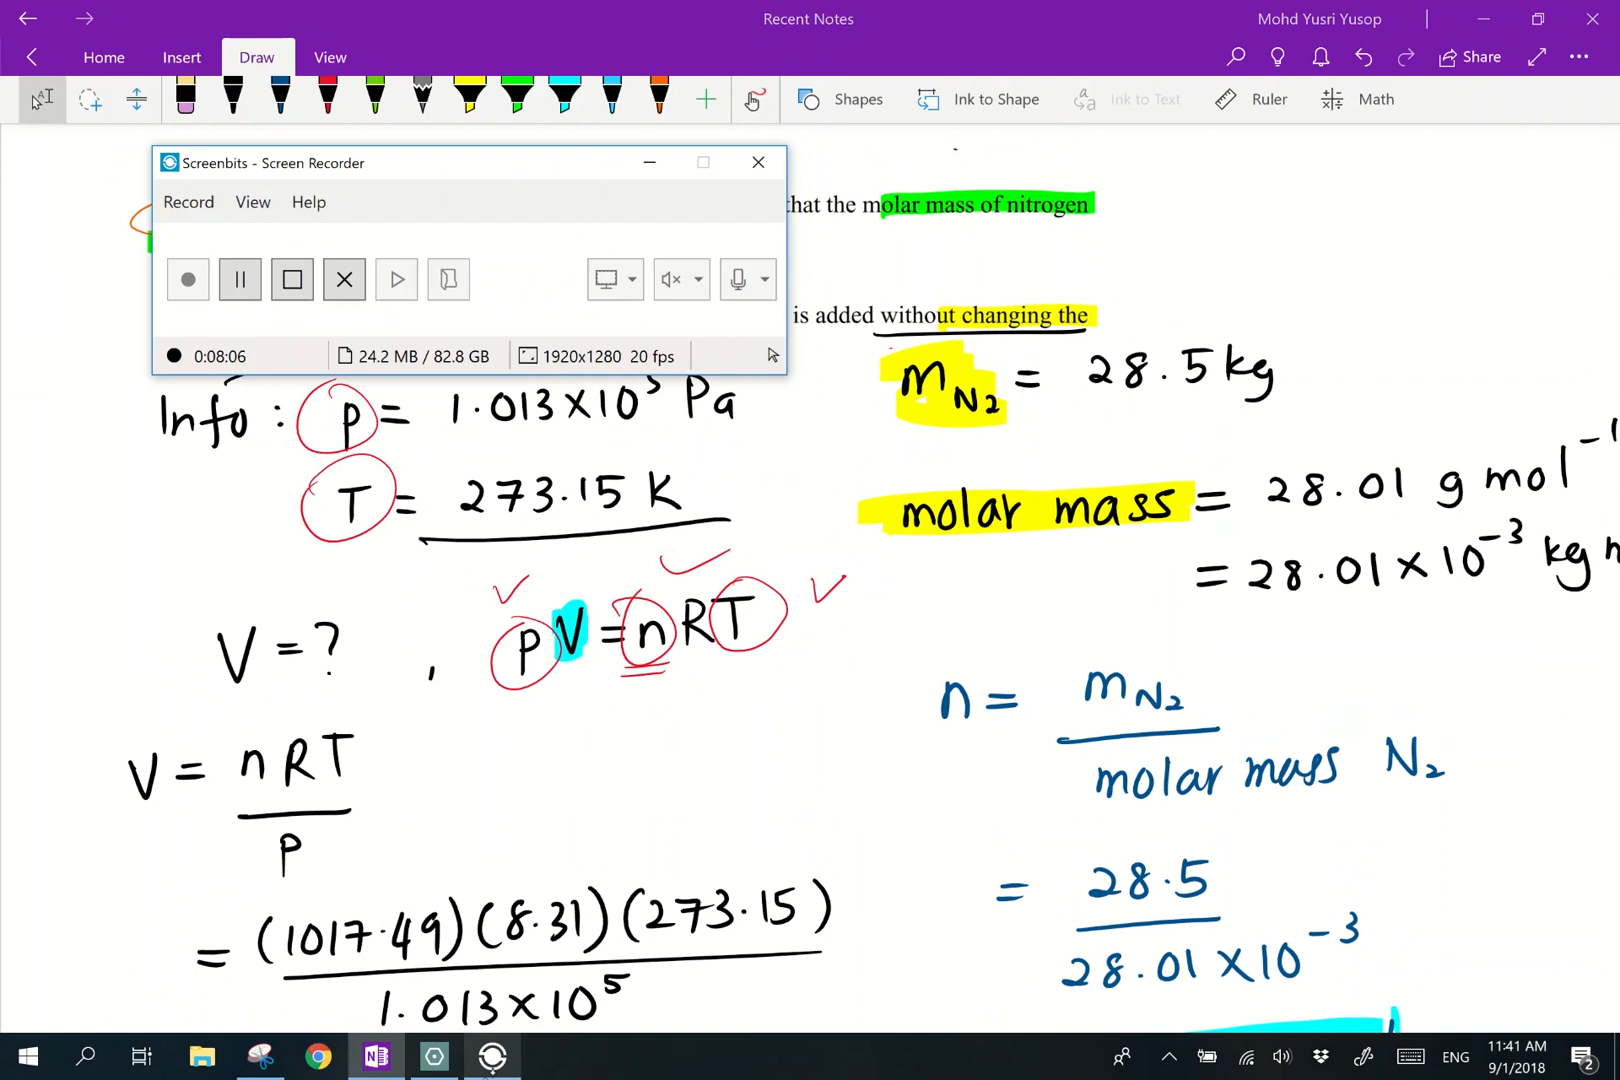 Recent Notes
Mohd Yusri Yusop
Home Insert Draw View
Share
Shapes
Ink to Shape
Ink to Text
Ruler
Math
Screenbits - Screen Recorder
Record View Help
0:08:06
24.2 MB / 82.8 GB
1920x1280 20 fps
that the molar mass of nitrogen
is added without changing the
Info : P = 1.013 × 10⁵ Pa
T = 273.15 K
m N₂ = 28.5 kg
molar mass = 28.01 g mol⁻¹
= 28.01 × 10⁻³ kg
V = ? , PV = nRT
V = nRT
P
= (1017.49)(8.31)(273.15)
1.013 × 10⁵
n = m N₂
molar mass N₂
= 28.5
28.01 × 10⁻³
ENG
11:41 AM
9/1/2018
2